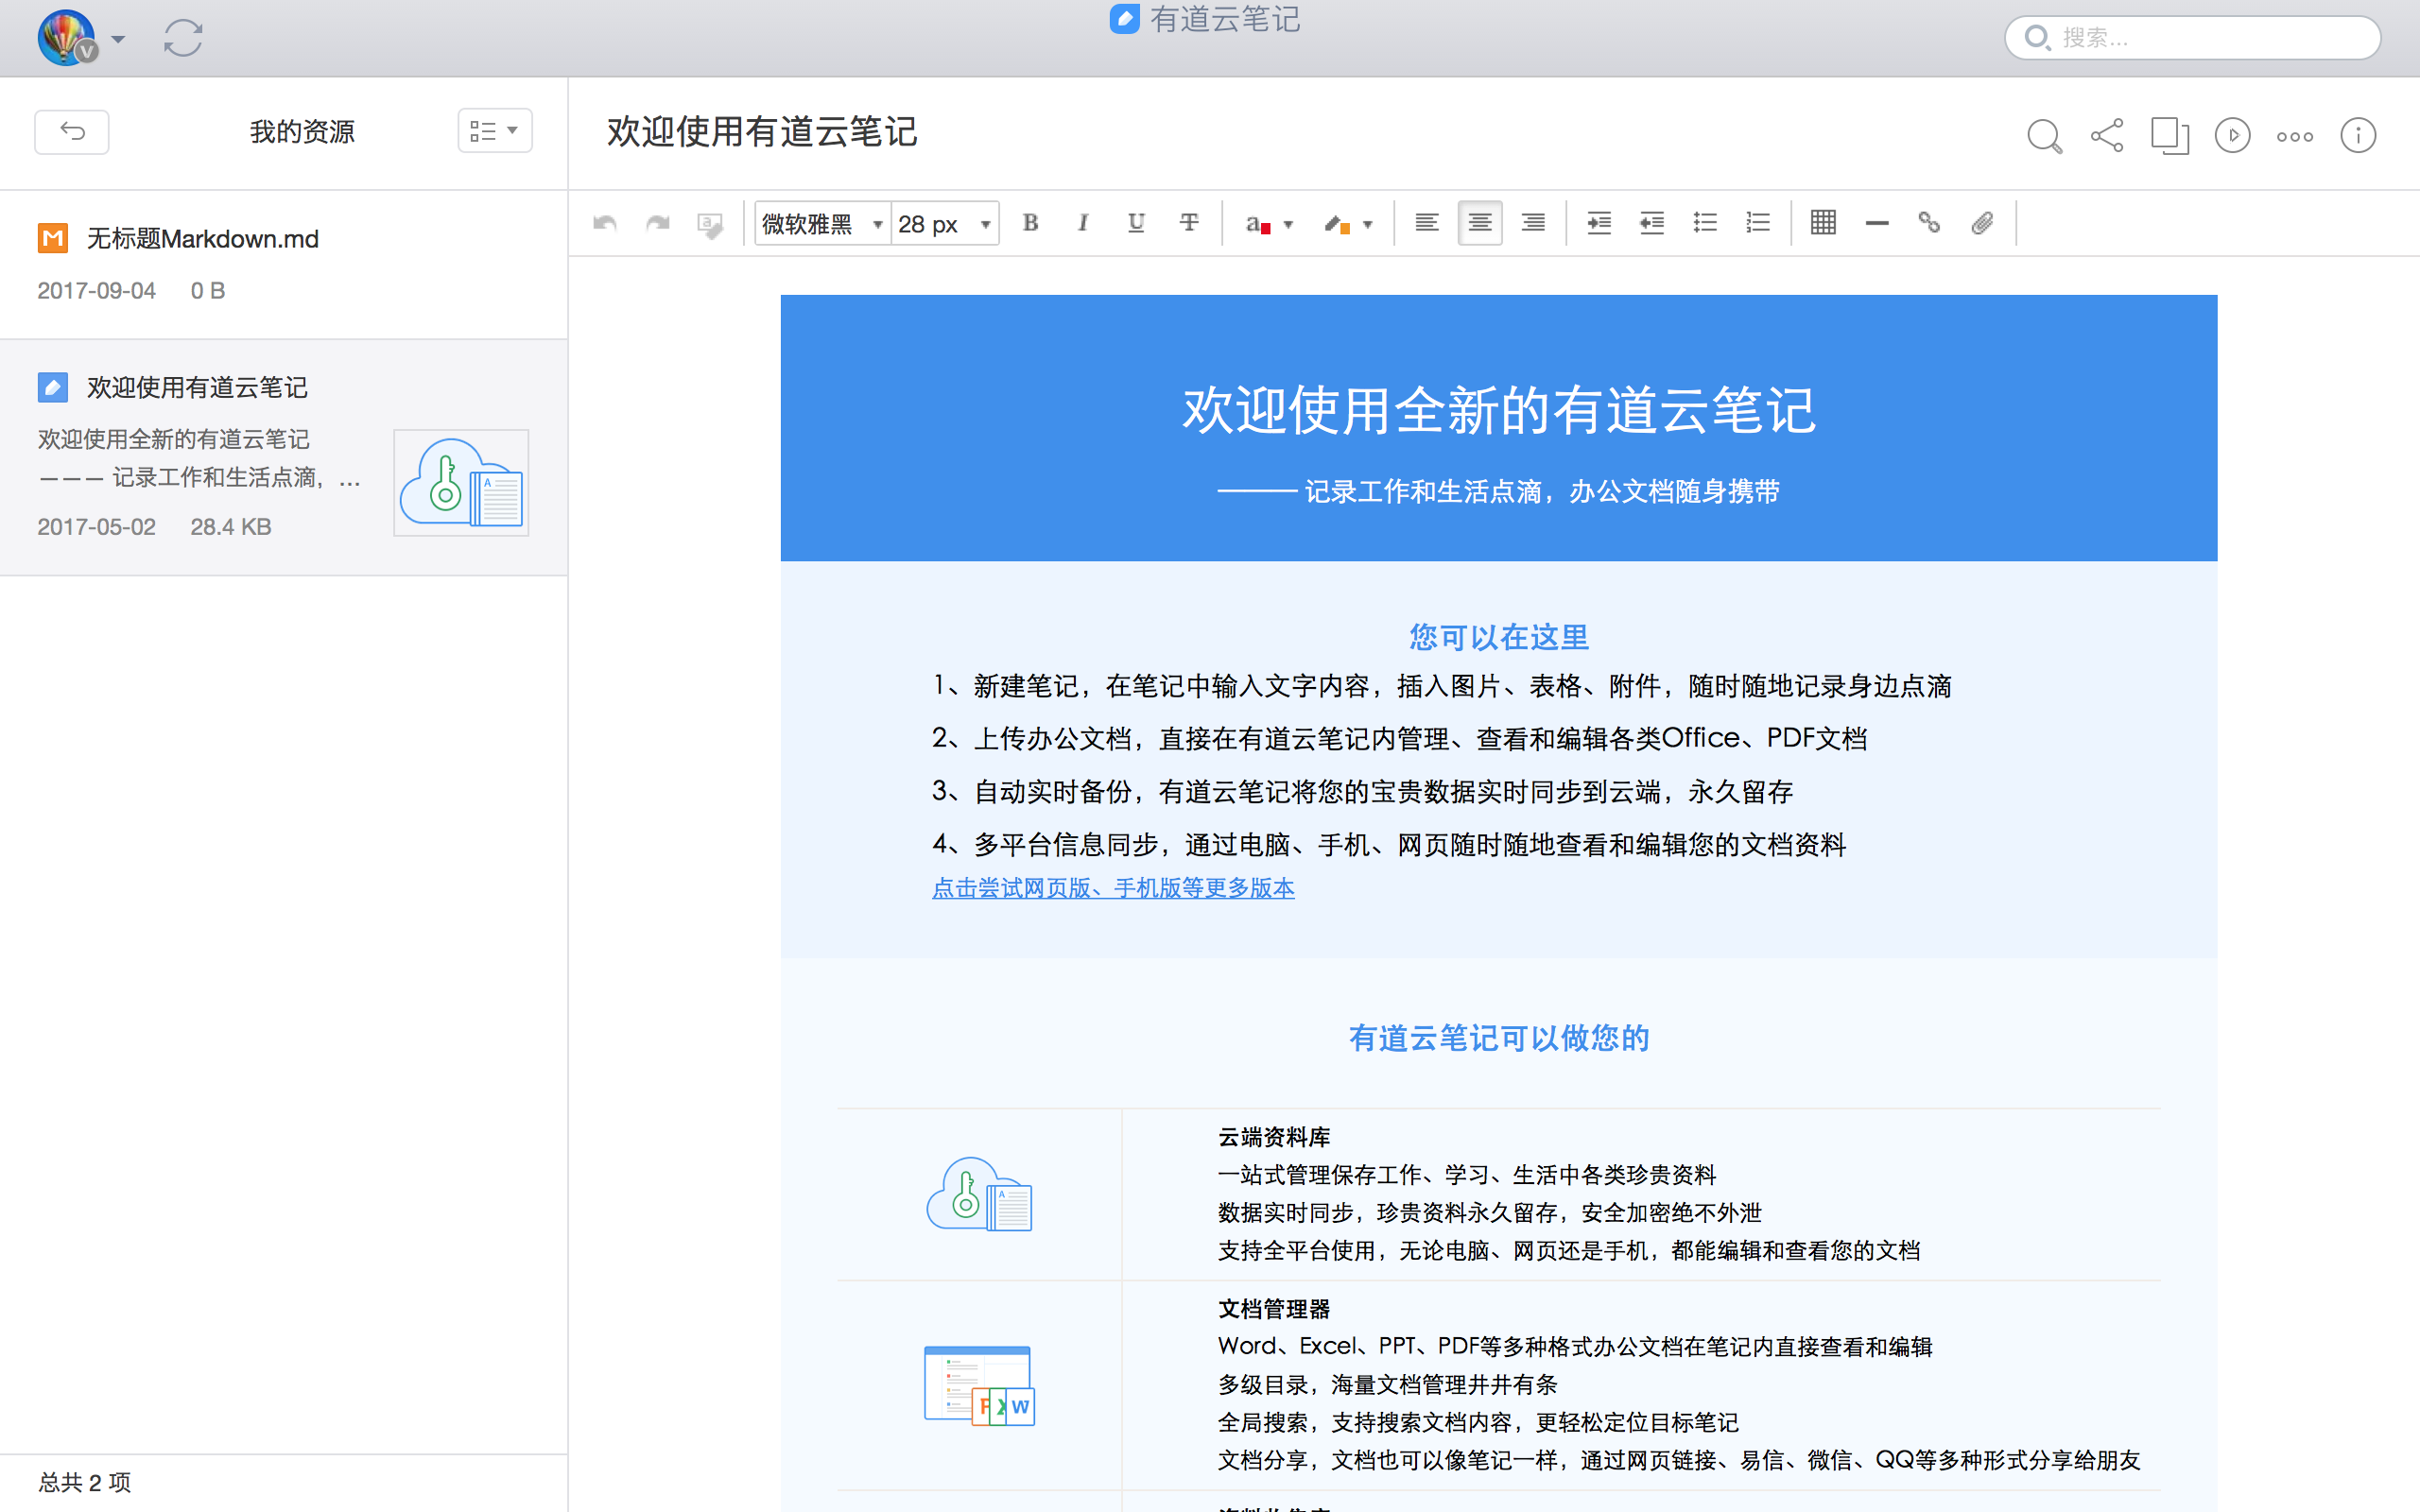 有道云笔记
搜索...
我的资源
欢迎使用有道云笔记
无标题Markdown.md
2017-09-04 0 B
欢迎使用有道云笔记
欢迎使用全新的有道云笔记
——— 记录工作和生活点滴，...
2017-05-02 28.4 KB
总共 2 项
微软雅黑 28 px B I U T a
欢迎使用全新的有道云笔记
——— 记录工作和生活点滴，办公文档随身携带
您可以在这里
1、新建笔记，在笔记中输入文字内容，插入图片、表格、附件，随时随地记录身边点滴
2、上传办公文档，直接在有道云笔记内管理、查看和编辑各类Office、PDF文档
3、自动实时备份，有道云笔记将您的宝贵数据实时同步到云端，永久留存
4、多平台信息同步，通过电脑、手机、网页随时随地查看和编辑您的文档资料
点击尝试网页版、手机版等更多版本
有道云笔记可以做您的
云端资料库
一站式管理保存工作、学习、生活中各类珍贵资料
数据实时同步，珍贵资料永久留存，安全加密绝不外泄
支持全平台使用，无论电脑、网页还是手机，都能编辑和查看您的文档
文档管理器
Word、Excel、PPT、PDF等多种格式办公文档在笔记内直接查看和编辑
多级目录，海量文档管理井井有条
全局搜索，支持搜索文档内容，更轻松定位目标笔记
文档分享，文档也可以像笔记一样，通过网页链接、易信、微信、QQ等多种形式分享给朋友